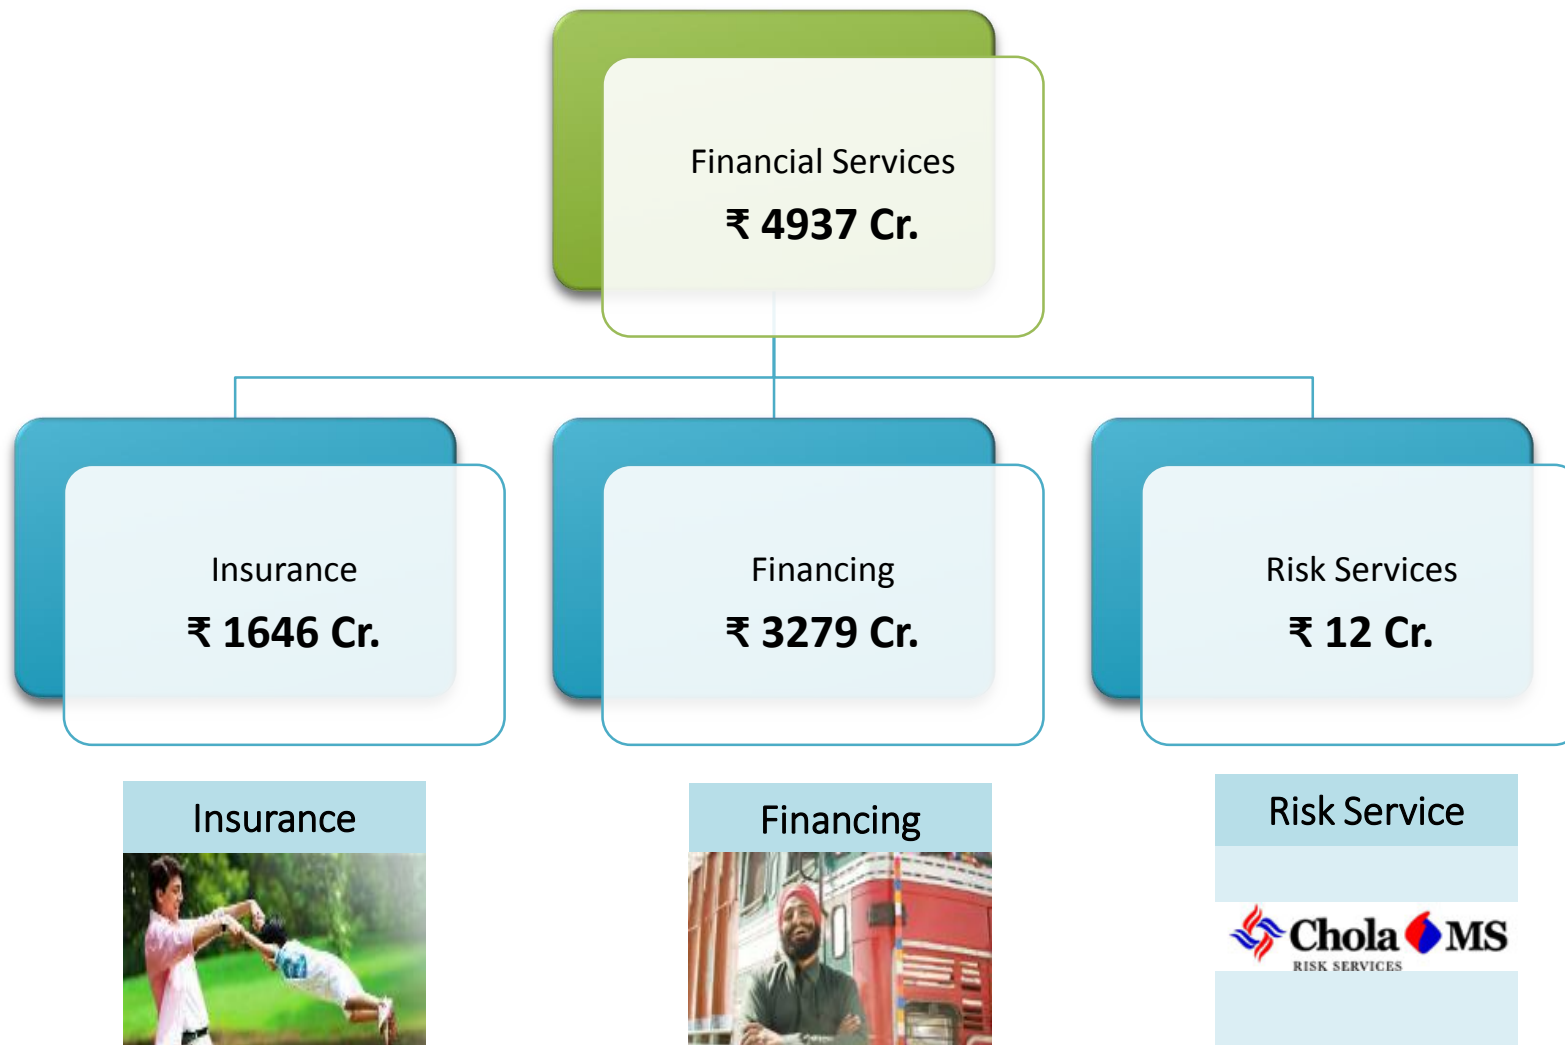 Financial Services
₹ 4937 Cr.
Insurance
₹ 1646 Cr.
Financing
₹ 3279 Cr.
Risk Services
₹ 12 Cr.
Insurance
Financing
Risk Service
Chola MS
RISK SERVICES